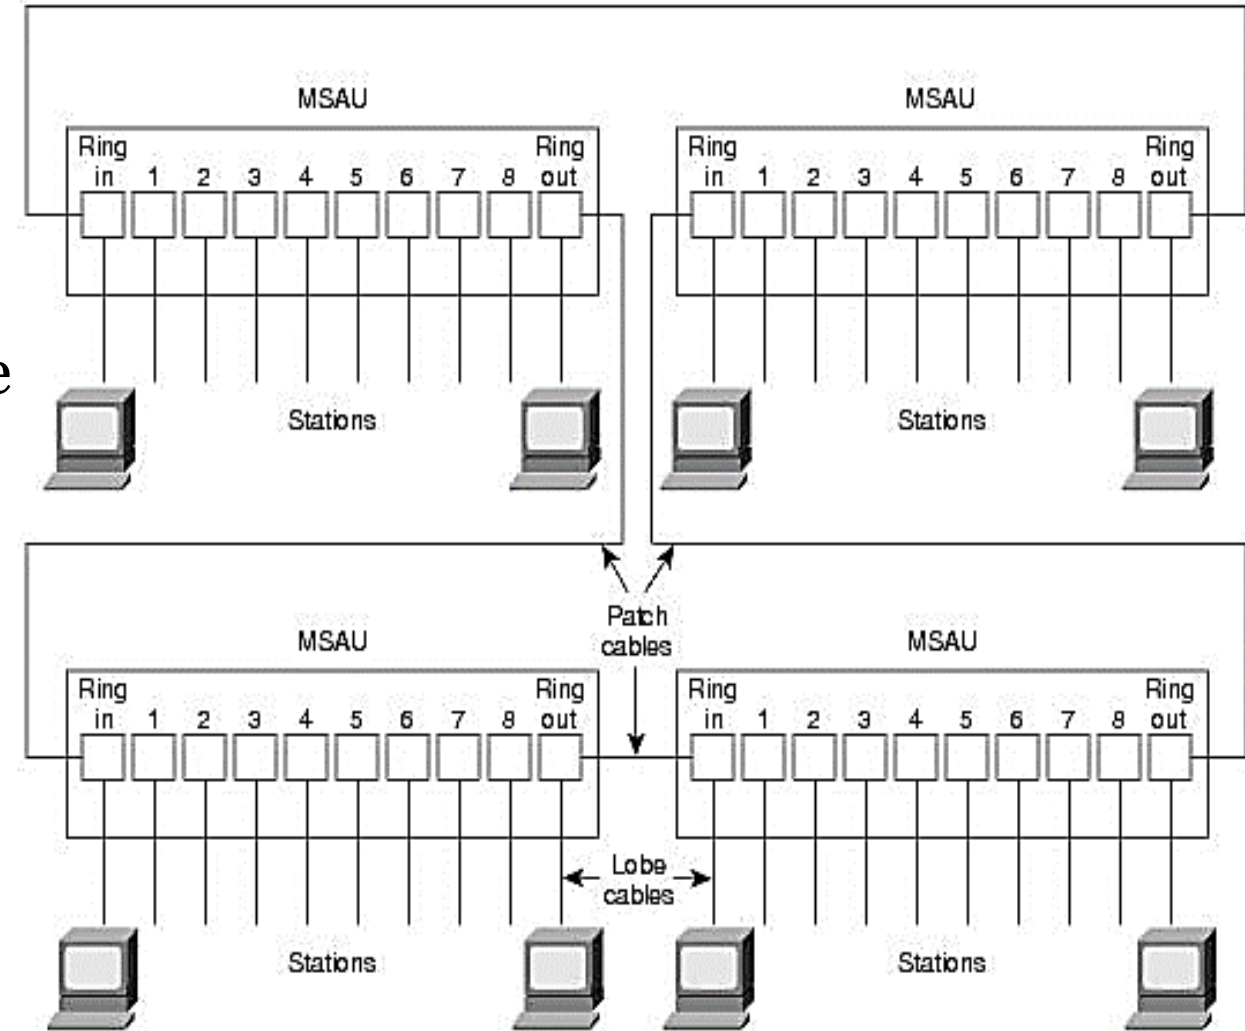 MSAU
MSAU
Ring in 1 2 3 4 5 6 7 8 Ring out
Ring in 1 2 3 4 5 6 7 8 Ring out
e
Stations
Stations
Patch
cables
MSAU
MSAU
Ring in 1 2 3 4 5 6 7 8 Ring out
Ring in 1 2 3 4 5 6 7 8 Ring out
Lobe
cables
Stations
Stations